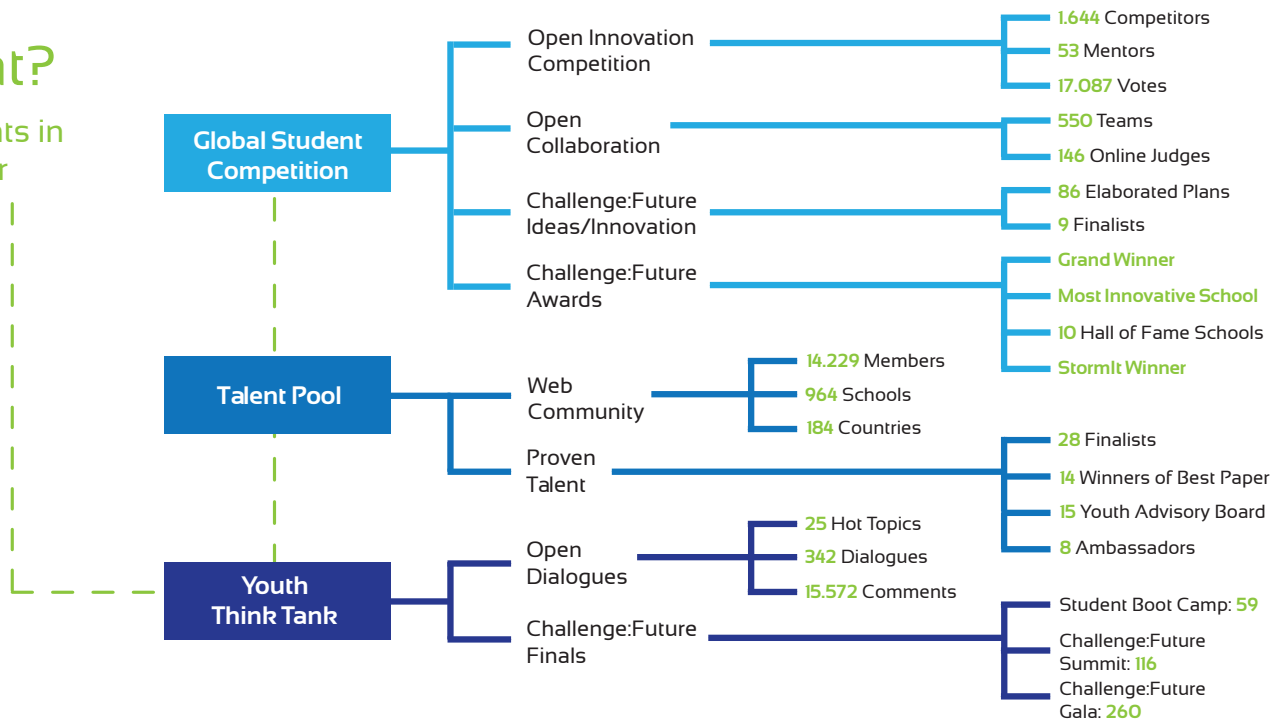 nt?
ts in
r
Global Student
Competition
Open Innovation
Competition
1.644 Competitors
53 Mentors
17.087 Votes
Open
Collaboration
550 Teams
146 Online Judges
Challenge:Future
Ideas/Innovation
86 Elaborated Plans
9 Finalists
Challenge:Future
Awards
Grand Winner
Most Innovative School
10 Hall of Fame Schools
StormIt Winner
Talent Pool
Web
Community
14.229 Members
964 Schools
184 Countries
Proven
Talent
28 Finalists
14 Winners of Best Paper
15 Youth Advisory Board
8 Ambassadors
Youth
Think Tank
Open
Dialogues
25 Hot Topics
342 Dialogues
15.572 Comments
Challenge:Future
Finals
Student Boot Camp: 59
Challenge:Future
Summit: 116
Challenge:Future
Gala: 260